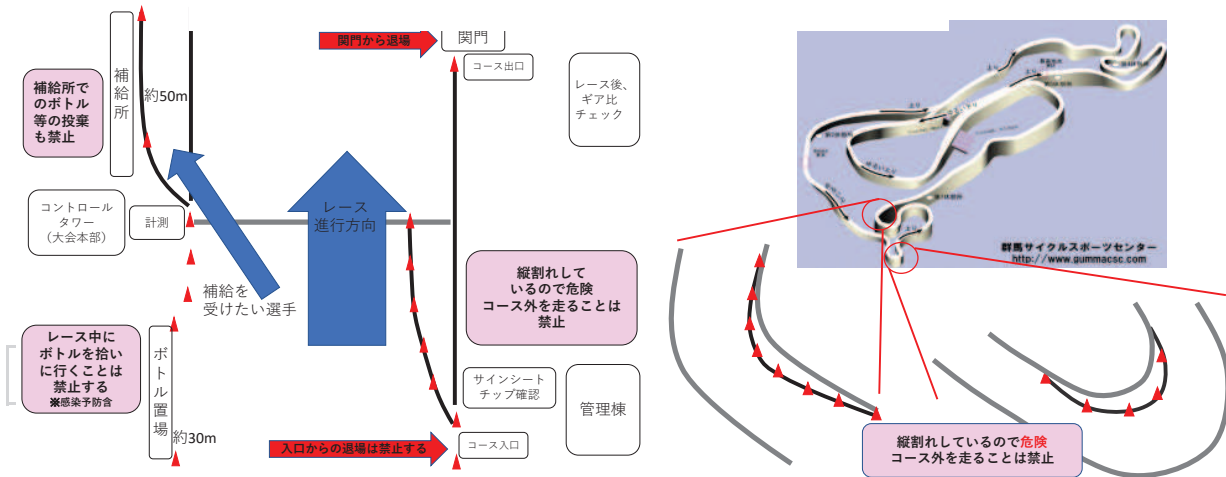 関門から退場
関門
コース出口
補給所で
のボトル
等の投棄
も禁止
補給所
約50m
レース後、
ギア比
チェック
コントロール
タワー
（大会本部）
計測
レース
進行方向
補給を
受けたい選手
縦割れして
いるので危険
コース外を走ることは
禁止
レース中に
ボトルを拾い
に行くことは
禁止する
※感染予防含
ボトル置場
約30m
サインシート
チップ確認
管理棟
入口からの退場は禁止する
コース入口
上り
上り
上り
上り
群馬サイクルスポーツセンター
http://www.gummacsc.com
縦割れしているので危険
コース外を走ることは禁止